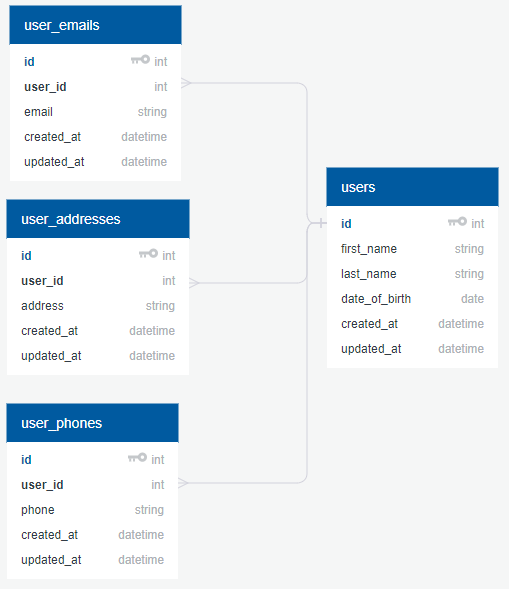 user_emails
id int
user_id int
email string
created_at datetime
updated_at datetime
user_addresses
id int
user_id int
address string
created_at datetime
updated_at datetime
user_phones
id int
user_id int
phone string
created_at datetime
updated_at datetime
users
id int
first_name string
last_name string
date_of_birth date
created_at datetime
updated_at datetime